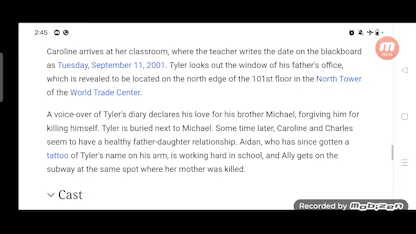 2:45
Caroline arrives at her classroom, where the teacher writes the date on the blackboard
as Tuesday, September 11, 2001. Tyler looks out the window of his father's office,
which is revealed to be located on the north edge of the 101st floor in the North Tower
of the World Trade Center.
A voice-over of Tyler's diary declares his love for his brother Michael, forgiving him for
killing himself. Tyler is buried next to Michael. Some time later, Caroline and Charles
seem to have a healthy father-daughter relationship. Aidan, who has since gotten a
tattoo of Tyler's name on his arm, is working hard in school, and Ally gets on the
subway at the same spot where her mother was killed.
Cast
Recorded by Mobizen